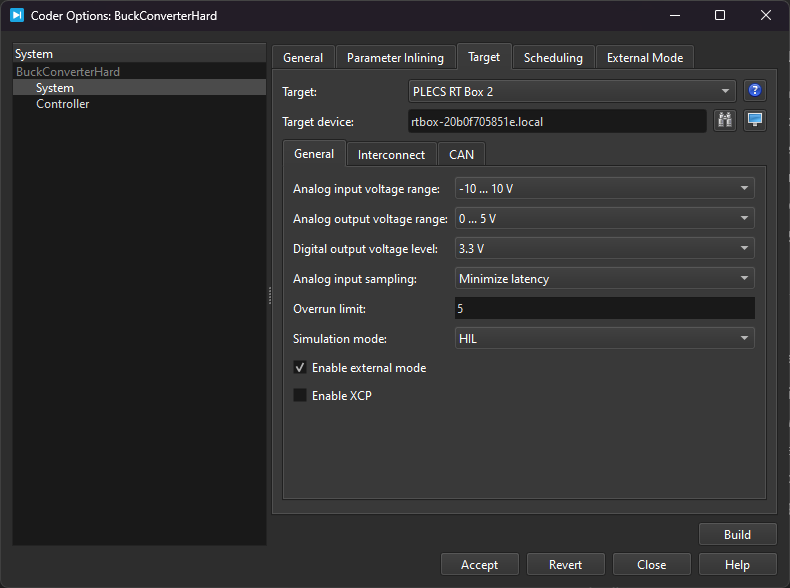 Coder Options: BuckConverterHard
System
BuckConverterHard
System
Controller
General Parameter Inlining Target Scheduling External Mode
Target: PLECS RT Box 2
Target device: rtbox-20b0f705851e.local
General Interconnect CAN
Analog input voltage range: -10 ... 10 V
Analog output voltage range: 0 ... 5 V
Digital output voltage level: 3.3 V
Analog input sampling: Minimize latency
Overrun limit: 5
Simulation mode: HIL
Enable external mode
Enable XCP
Build
Accept Revert Close Help